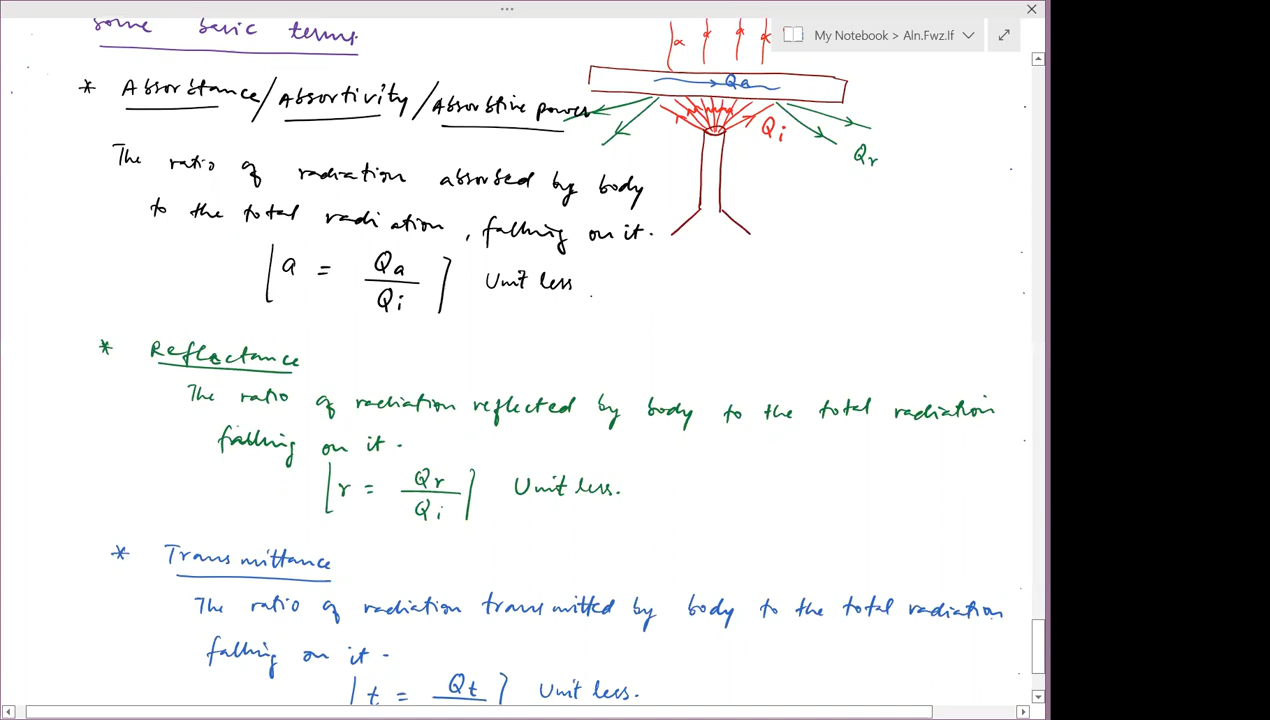 some basic terms
My Notebook > Aln.Fwz.lf
* Absorbtance/Absortivity/Absorbtive power
Qa
Qi
Qr
The ratio of radiation absorbed by body
to the total radiation, falling on it.
[a = Qa/Qi] Unit less
* Reflectance
The ratio of radiation reflected by body to the total radiation
falling on it.
[r = Qr/Qi] Unit less.
* Transmittance
The ratio of radiation transmitted by body to the total radiation
falling on it.
[t = Qt Unit less.